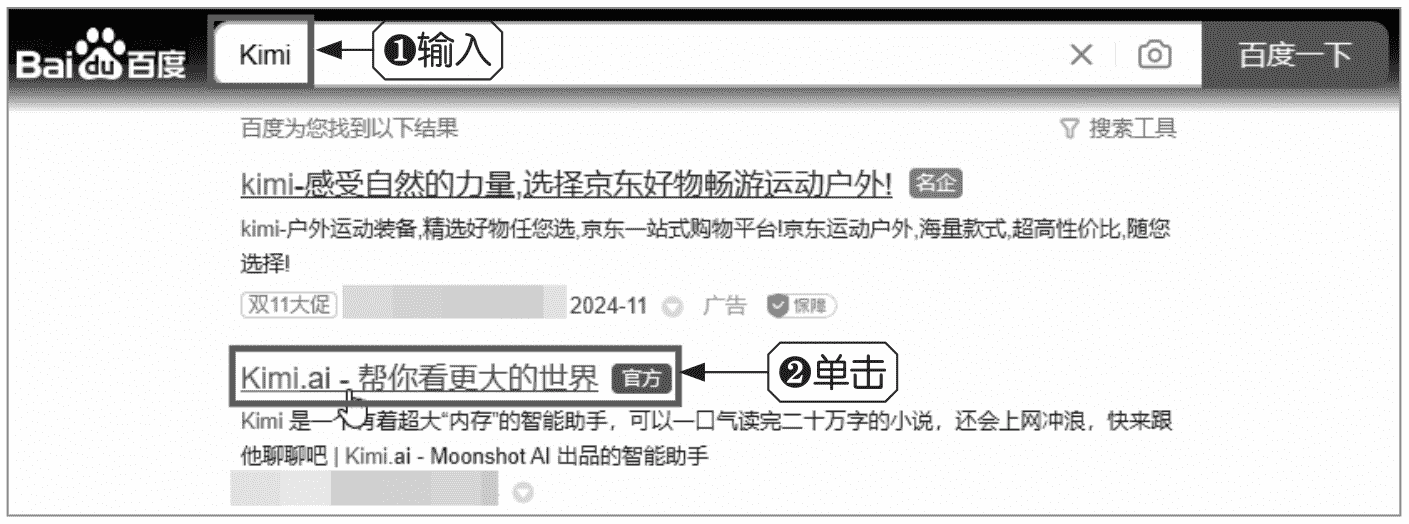 Bai du 百度 Kimi ❶输入 百度一下
百度为您找到以下结果 搜索工具
kimi-感受自然的力量,选择京东好物畅游运动户外! 名企
kimi-户外运动装备,精选好物任您选,京东一站式购物平台!京东运动户外,海量款式,超高性价比,随您
选择!
双11大促 2024-11 广告 保障
Kimi.ai - 帮你看更大的世界 官方 ❷单击
Kimi 是一个有着超大“内存”的智能助手，可以一口气读完二十万字的小说，还会上网冲浪，快来跟
他聊聊吧 | Kimi.ai - Moonshot AI 出品的智能助手